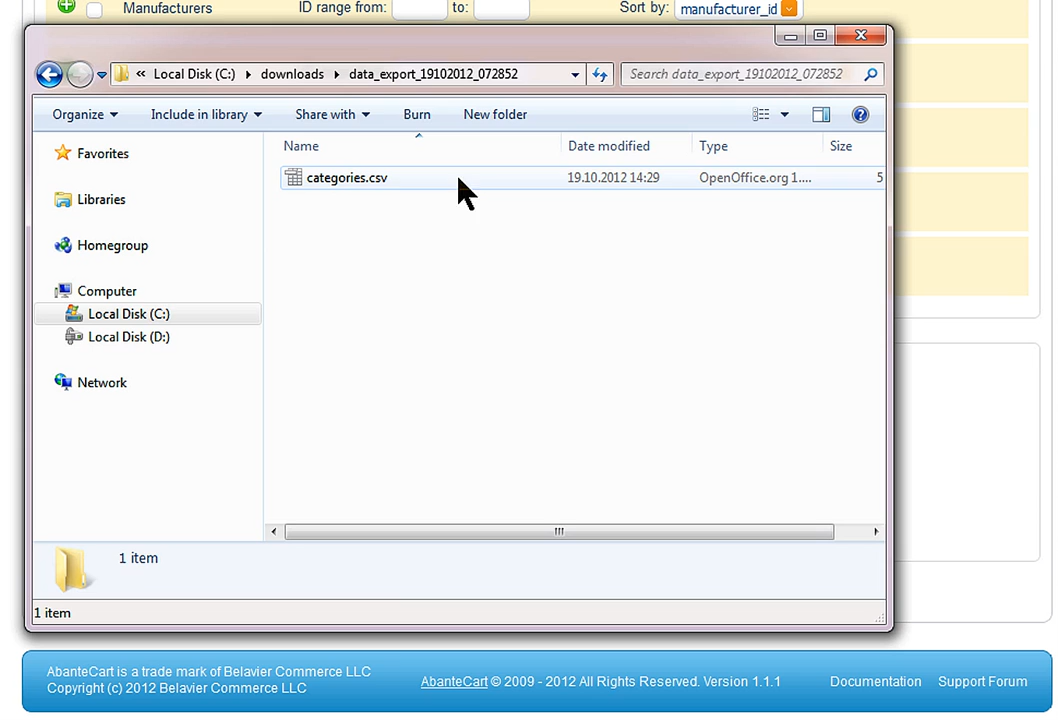 Manufacturers ID range from: to: Sort by: manufacturer_id
« Local Disk (C:) downloads data_export_19102012_072852 Search data_export_19102012_072852
Organize Include in library Share with Burn New folder
Name Date modified Type Size
Favorites
categories.csv 19.10.2012 14:29 OpenOffice.org 1.... 5
Libraries
Homegroup
Computer
Local Disk (C:)
Local Disk (D:)
Network
1 item
1 item
AbanteCart is a trade mark of Belavier Commerce LLC
Copyright (c) 2012 Belavier Commerce LLC
AbanteCart © 2009 - 2012 All Rights Reserved. Version 1.1.1
Documentation Support Forum